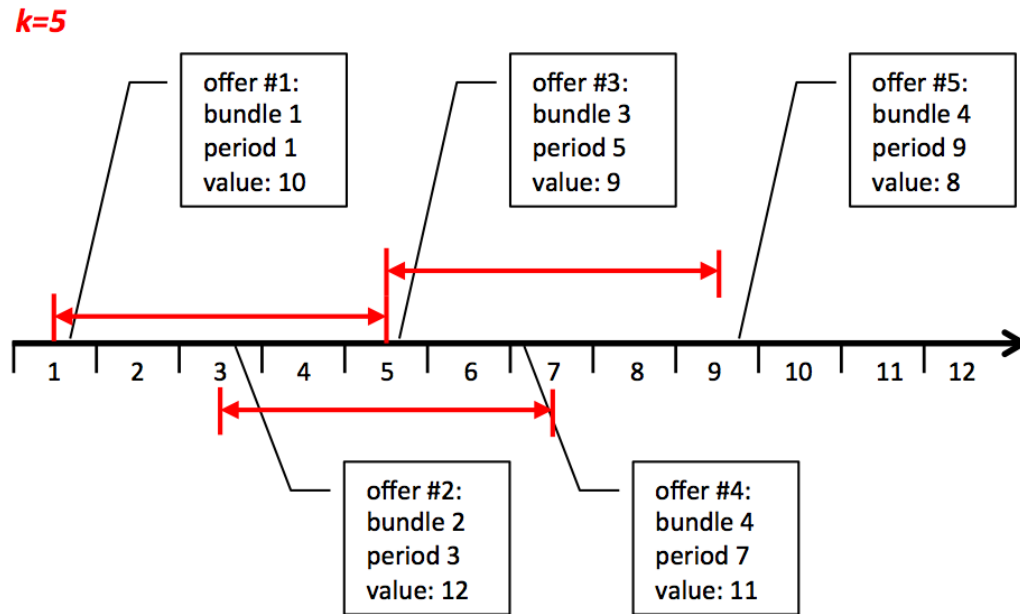 k=5
offer #1:
bundle 1
period 1
value: 10
offer #3:
bundle 3
period 5
value: 9
offer #5:
bundle 4
period 9
value: 8
1 2 3 4 5 6 7 8 9 10 11 12
offer #2:
bundle 2
period 3
value: 12
offer #4:
bundle 4
period 7
value: 11